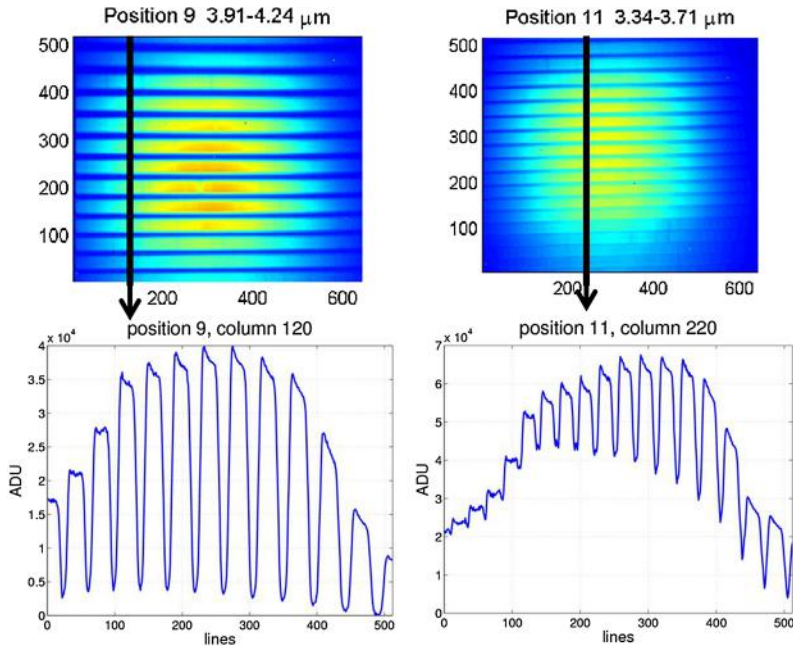 Position 9 3.91-4.24 μm
500
400
300
200
100
200 400 600
Position 11 3.34-3.71 μm
500
400
300
200
100
200 400 600
position 9, column 120
x 10⁴
4
3.5
3
2.5
2
1.5
1
0.5
0
0 100 200 300 400 500
ADU
lines
position 11, column 220
x 10⁴
7
6
5
4
3
2
1
0
0 100 200 300 400 500
ADU
lines